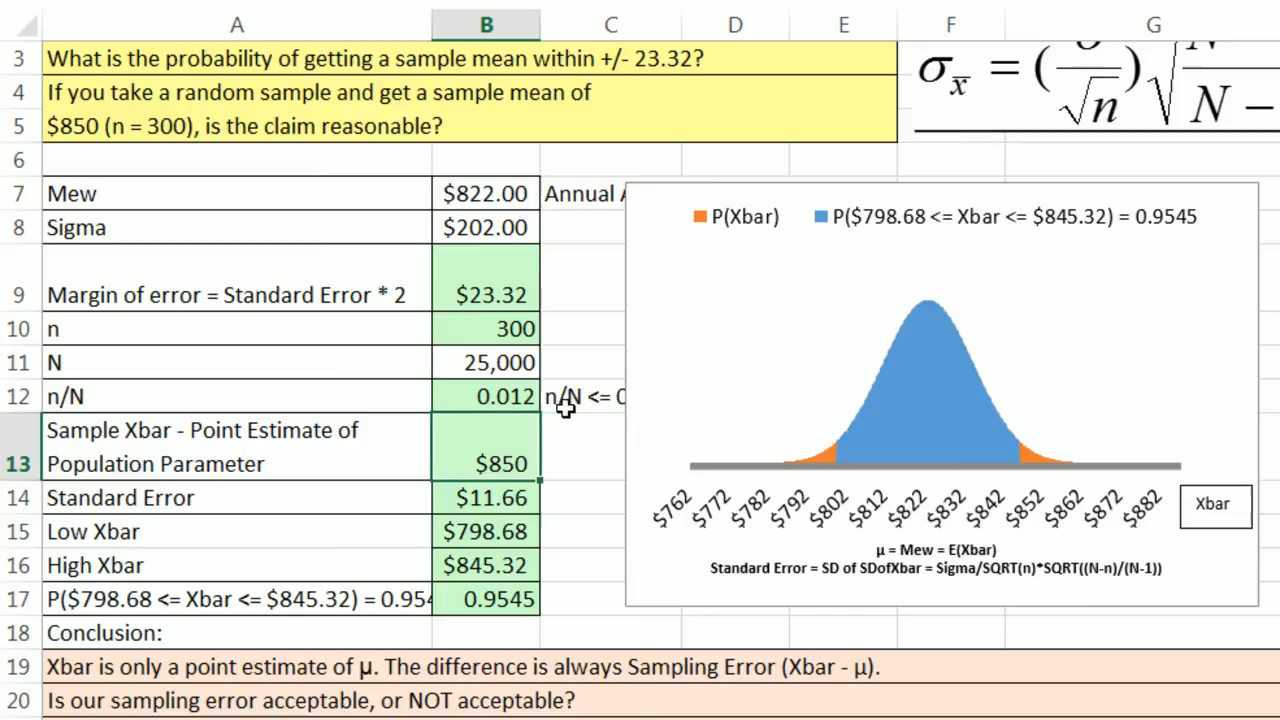 A B C D E F G
3 What is the probability of getting a sample mean within +/- 23.32?
4 If you take a random sample and get a sample mean of
5 $850 (n = 300), is the claim reasonable?
σx̅ = ( σ / √n ) √ N − / N −
6
7 Mew $822.00 Annual A
8 Sigma $202.00
9 Margin of error = Standard Error * 2 $23.32
10 n 300
11 N 25,000
12 n/N 0.012 n/N <= 0
Sample Xbar - Point Estimate of
13 Population Parameter $850
14 Standard Error $11.66
15 Low Xbar $798.68
16 High Xbar $845.32
17 P($798.68 <= Xbar <= $845.32) = 0.954 0.9545
18 Conclusion:
19 Xbar is only a point estimate of μ. The difference is always Sampling Error (Xbar - μ).
20 Is our sampling error acceptable, or NOT acceptable?
P(Xbar) P($798.68 <= Xbar <= $845.32) = 0.9545
$762 $772 $782 $792 $802 $812 $822 $832 $842 $852 $862 $872 $882 Xbar
μ = Mew = E(Xbar)
Standard Error = SD of SDofXbar = Sigma/SQRT(n)*SQRT((N-n)/(N-1))